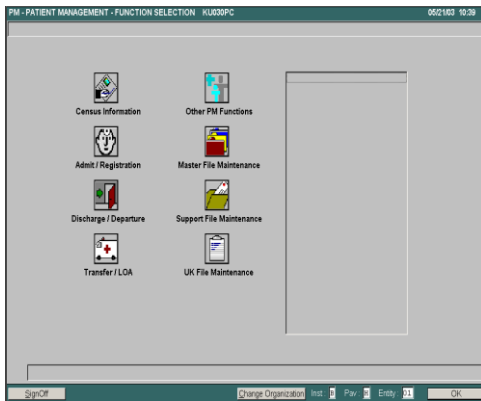 PM - PATIENT MANAGEMENT - FUNCTION SELECTION KU030PC 05/21/03 10:39
Census Information Other PM Functions
Admit / Registration Master File Maintenance
Discharge / Departure Support File Maintenance
Transfer / LOA UK File Maintenance
SignOff Change Organization Inst Pav Entity 01 OK